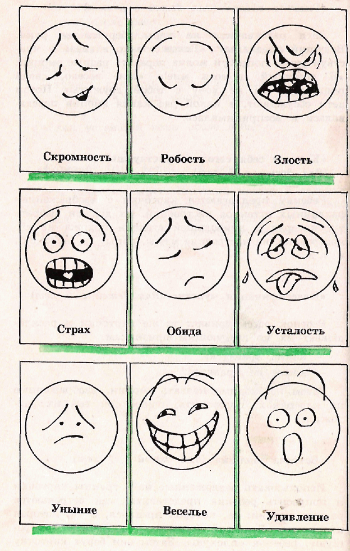 Скромность Робость Злость
Страх Обида Усталость
Уныние Веселье Удивление